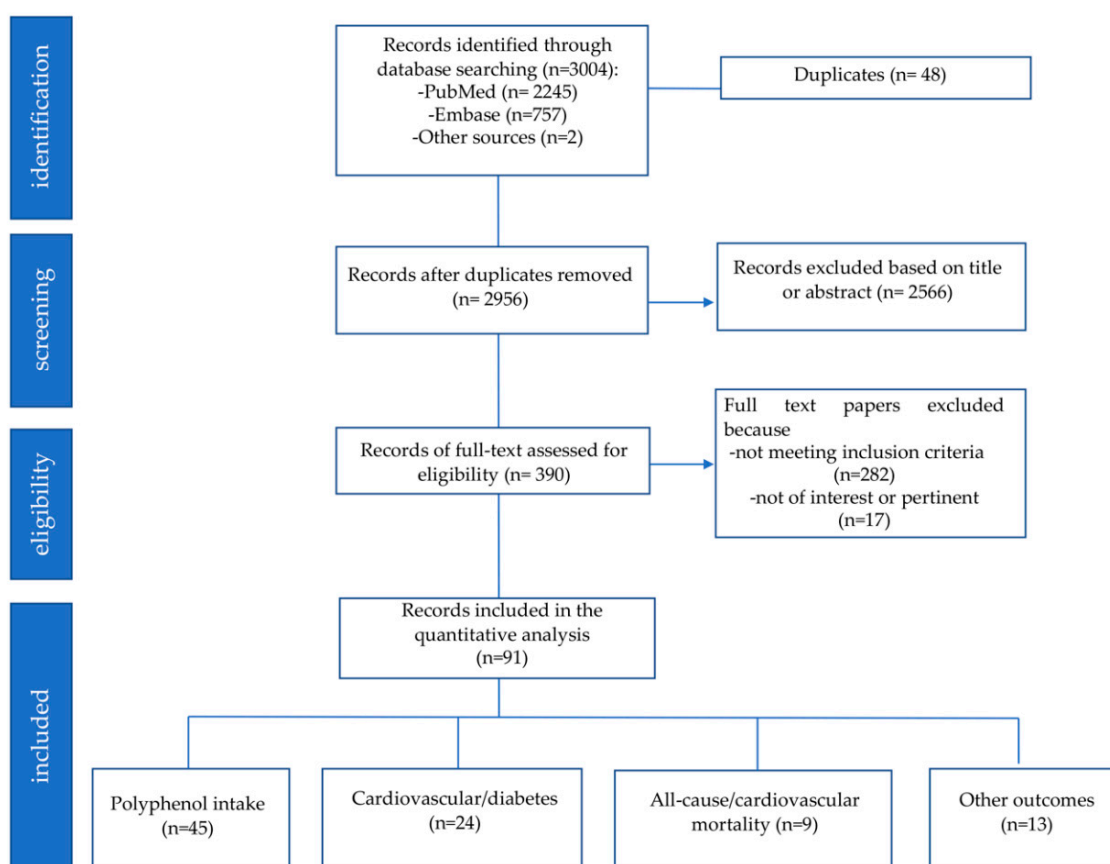 identification
Records identified through
database searching (n=3004):
-PubMed (n= 2245)
-Embase (n=757)
-Other sources (n=2)
Duplicates (n= 48)
screening
Records after duplicates removed
(n= 2956)
Records excluded based on title
or abstract (n= 2566)
eligibility
Records of full-text assessed for
eligibility (n= 390)
Full text papers excluded
because
-not meeting inclusion criteria
(n=282)
-not of interest or pertinent
(n=17)
included
Records included in the
quantitative analysis
(n=91)
Polyphenol intake
(n=45)
Cardiovascular/diabetes
(n=24)
All-cause/cardiovascular
mortality (n=9)
Other outcomes
(n=13)